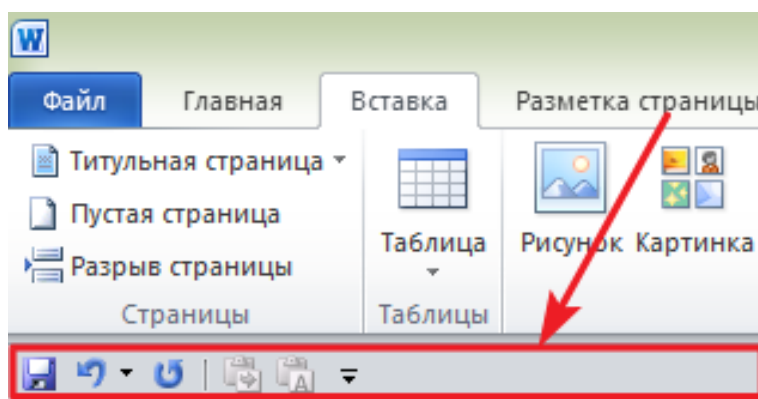 W
Файл Главная Вставка Разметка страницы
Титульная страница
Пустая страница
Разрыв страницы
Таблица
Рисунок Картинка
Страницы Таблицы
A